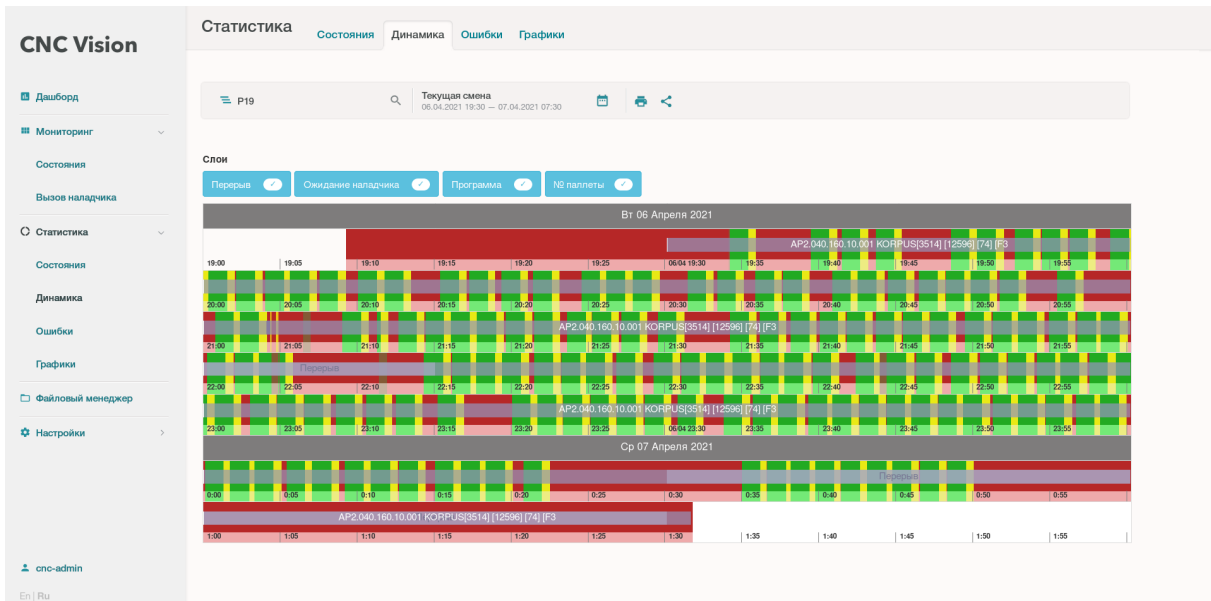 CNC Vision
Дашборд
Мониторинг
Состояния
Вызов наладчика
Статистика
Состояния
Динамика
Ошибки
Графики
Файловый менеджер
Настройки
cnc-admin
En | Ru
Статистика Состояния Динамика Ошибки Графики
P19
Текущая смена
06.04.2021 19:30 — 07.04.2021 07:30
Слои
Перерыв Ожидание наладчика Программа № паллеты
Вт 06 Апреля 2021
AP2.040.160.10.001 KORPUS[3514] [12596] [74] [F3
19:00 19:05 19:10 19:15 19:20 19:25 06/04 19:30 19:35 19:40 19:45 19:50 19:55
20:00 20:05 20:10 20:15 20:20 20:25 20:30 20:35 20:40 20:45 20:50 20:55
AP2.040.160.10.001 KORPUS[3514] [12596] [74] [F3
21:00 21:05 21:10 21:15 21:20 21:25 21:30 21:35 21:40 21:45 21:50 21:55
Перерыв
22:00 22:05 22:10 22:15 22:20 22:25 22:30 22:35 22:40 22:45 22:50 22:55
AP2.040.160.10.001 KORPUS[3514] [12596] [74] [F3
23:00 23:05 23:10 23:15 23:20 23:25 06/04 23:30 23:35 23:40 23:45 23:50 23:55
Ср 07 Апреля 2021
Перерыв
0:00 0:05 0:10 0:15 0:20 0:25 0:30 0:35 0:40 0:45 0:50 0:55
AP2.040.160.10.001 KORPUS[3514] [12596] [74] [F3
1:00 1:05 1:10 1:15 1:20 1:25 1:30 1:35 1:40 1:45 1:50 1:55